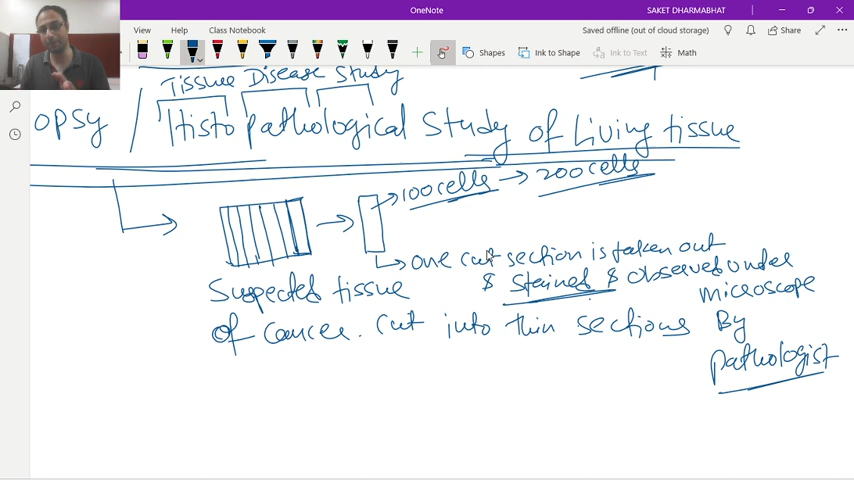 OneNote
SAKET DHARMABHAT
View Help Class Notebook
Saved offline (out of cloud storage)
Share
Shapes
Ink to Shape
Ink to Text
Math
Tissue Disease Study
opsy / Histopathological Study of Living tissue
100 cells → 200 cells
one cut section is taken out
& Stained & observed under
microscope
By
pathologist
Suspected tissue
of cancer. Cut into thin sections